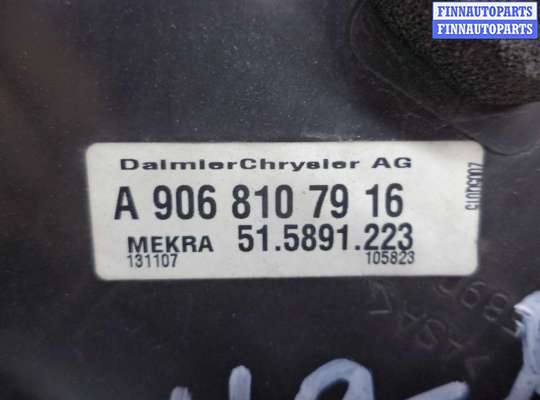 FINNAUTOPARTS
FINNAUTOPARTS
DaimlerChrysler AG
A 906 810 79 16
MEKRA 51.5891.223
131107 105823